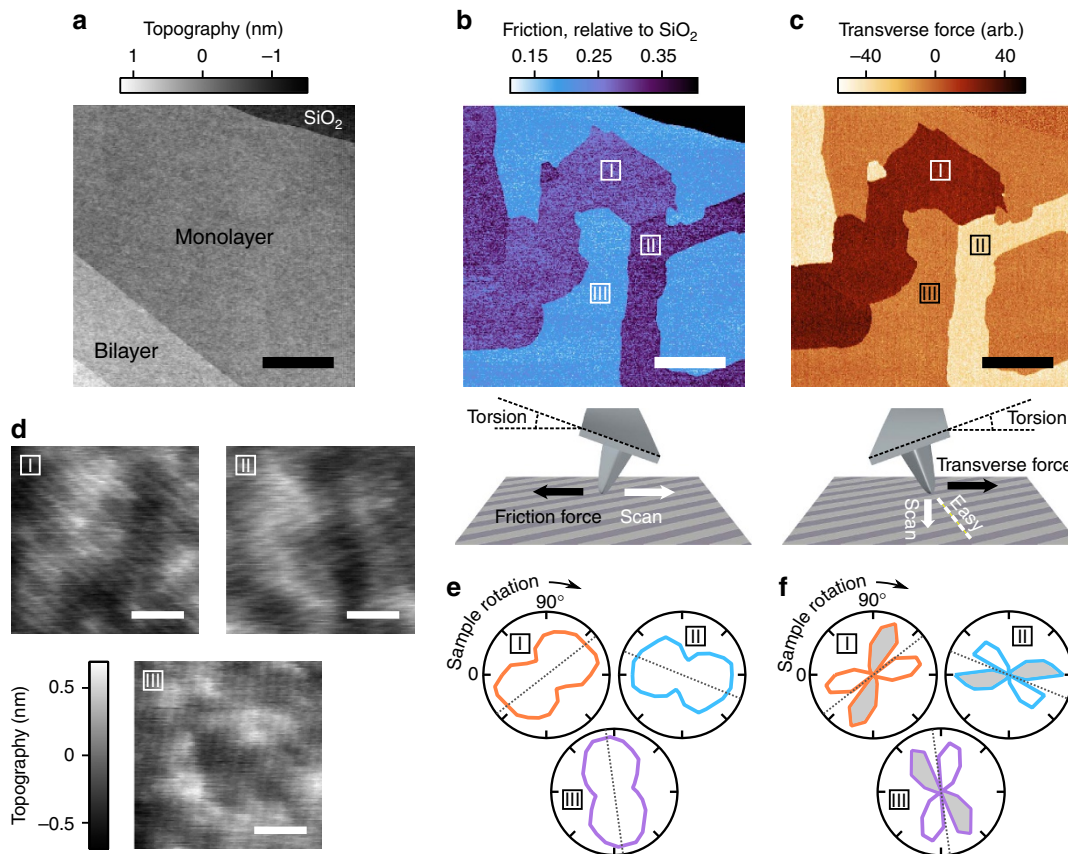 a
Topography (nm)
1 0 −1
SiO2
Monolayer
Bilayer
b
Friction, relative to SiO2
0.15 0.25 0.35
I
II
III
Torsion
Friction force
Scan
c
Transverse force (arb.)
−40 0 40
I
II
III
Torsion
Transverse force
Scan
Easy
d
I
II
III
Topography (nm)
0.5
0
−0.5
e
Sample rotation
90°
0
I
II
III
f
Sample rotation
90°
0
I
II
III